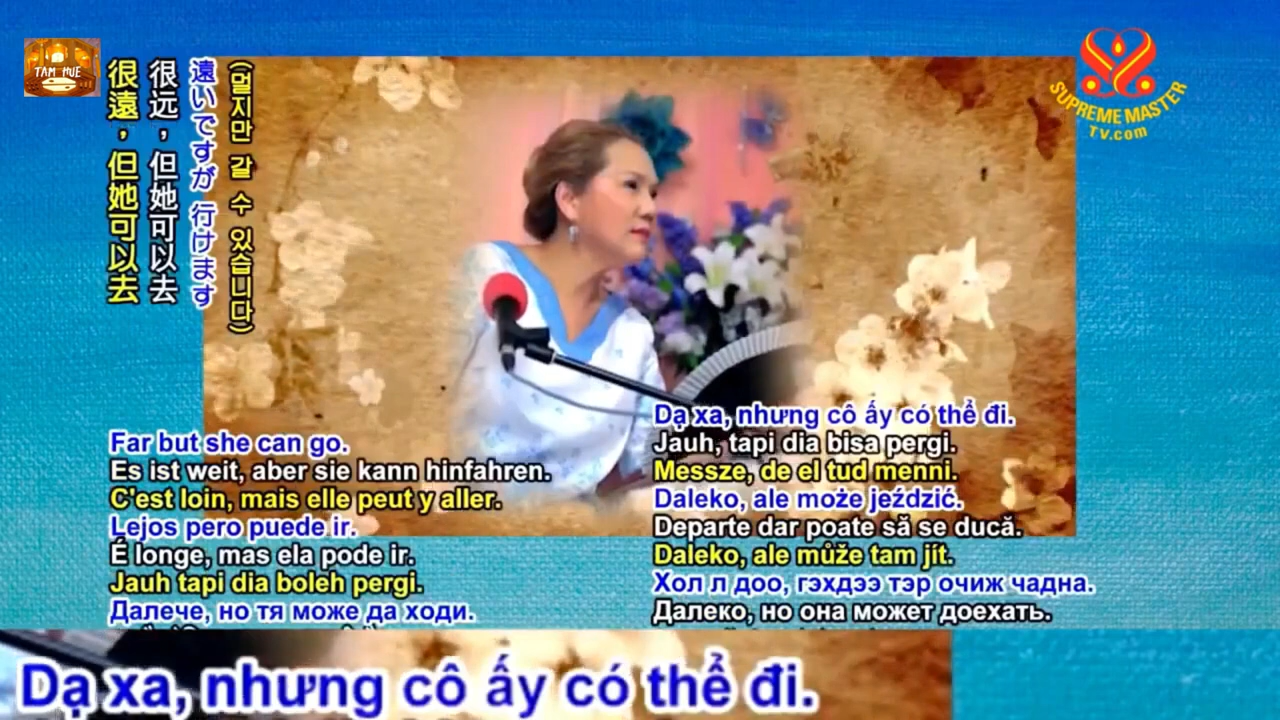 TAM HUE
很遠，但她可以去
很远，但她可以去
遠いですが 行けます
(멀지만 갈 수 있습니다)
SUPREME MASTER
TV.com
Far but she can go.
Es ist weit, aber sie kann hinfahren.
C'est loin, mais elle peut y aller.
Lejos pero puede ir.
É longe, mas ela pode ir.
Jauh tapi dia boleh pergi.
Далече, но тя може да ходи.
Dạ xa, nhưng cô ấy có thể đi.
Jauh, tapi dia bisa pergi.
Messze, de el tud menni.
Daleko, ale może jeździć.
Departe dar poate să se ducă.
Daleko, ale může tam jít.
Хол л доо, гэхдээ тэр очиж чадна.
Далеко, но она может доехать.
Dạ xa, nhưng cô ấy có thể đi.